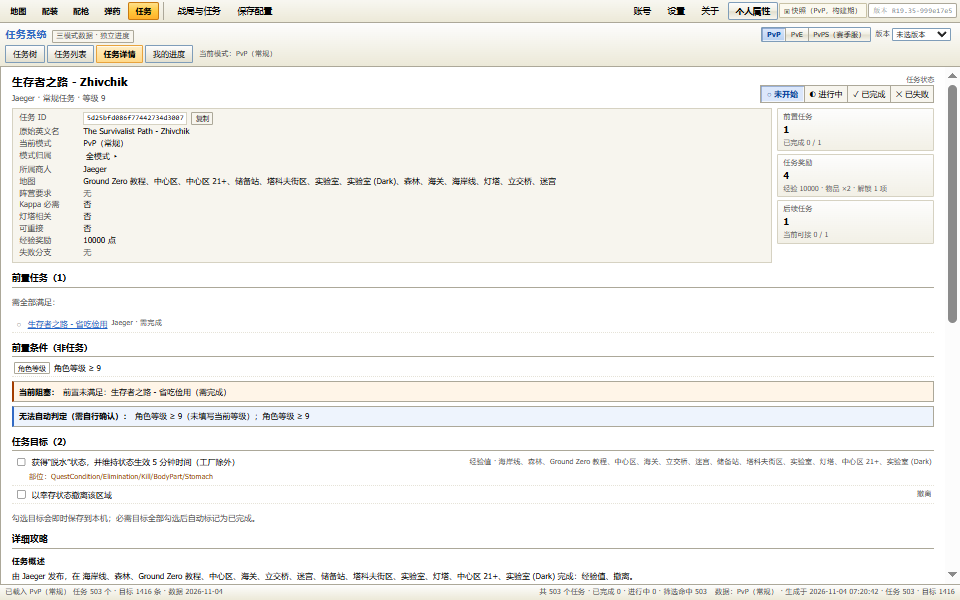 地图 配装 配枪 弹药 任务 战局与任务 保存配置 账号 设置 关于 个人属性 快照（PvP，构建期） 版本 R19.35-999e17e5
任务系统 三模式数据 · 独立进度 PvP PvE PvPS（赛季服） 版本 未选版本
任务树 任务列表 任务详情 我的进度 当前模式：PvP（常规）
生存者之路 - Zhivchik 任务状态
Jaeger · 常规任务 · 等级 9 ○ 未开始 ◐ 进行中 ✓ 已完成 ✕ 已失败
任务 ID 5d25bfd086f77442734d3007 复制
原始英文名 The Survivalist Path - Zhivchik
当前模式 PvP（常规）
模式归属 全模式
所属商人 Jaeger
地图 Ground Zero 教程、中心区、中心区 21+、储备站、塔科夫街区、实验室、实验室 (Dark)、森林、海关、海岸线、灯塔、立交桥、迷宫
阵营要求 无
Kappa 必需 否
灯塔相关 否
可重接 否
经验奖励 10000 点
失败分支 无
前置任务
1
已完成 0 / 1
任务奖励
4
经验 10000 · 物品 ×2 · 解锁 1 项
后续任务
1
当前可接 0 / 1
前置任务（1）
需全部满足：
○ 生存者之路 - 省吃俭用 Jaeger · 需完成
前置条件（非任务）
角色等级 角色等级 ≥ 9
当前阻塞： 前置未满足：生存者之路 - 省吃俭用（需完成）
无法自动判定（需自行确认）： 角色等级 ≥ 9（未填写当前等级）；角色等级 ≥ 9
任务目标（2）
获得"脱水"状态，并维持状态生效 5 分钟时间（工厂除外） 经验值 · 海岸线、森林、Ground Zero 教程、中心区、海关、立交桥、迷宫、储备站、塔科夫街区、实验室、灯塔、中心区 21+、实验室 (Dark)
部位：QuestCondition/Elimination/Kill/BodyPart/Stomach
以幸存状态撤离该区域 撤离
勾选目标会即时保存到本机；必需目标全部勾选后自动标记为已完成。
详细攻略
任务概述
由 Jaeger 发布，在 海岸线、森林、Ground Zero 教程、中心区、海关、立交桥、迷宫、储备站、塔科夫街区、实验室、灯塔、中心区 21+、实验室 (Dark) 完成：经验值、撤离。
已载入 PvP（常规） 任务 503 个 · 目标 1416 条 · 数据 2026-11-04 共 503 个任务 · 已完成 0 · 进行中 0 · 筛选命中 503 数据：PvP（常规） · 生成于 2026-11-04 07:20:42 · 任务 503 · 目标 1416